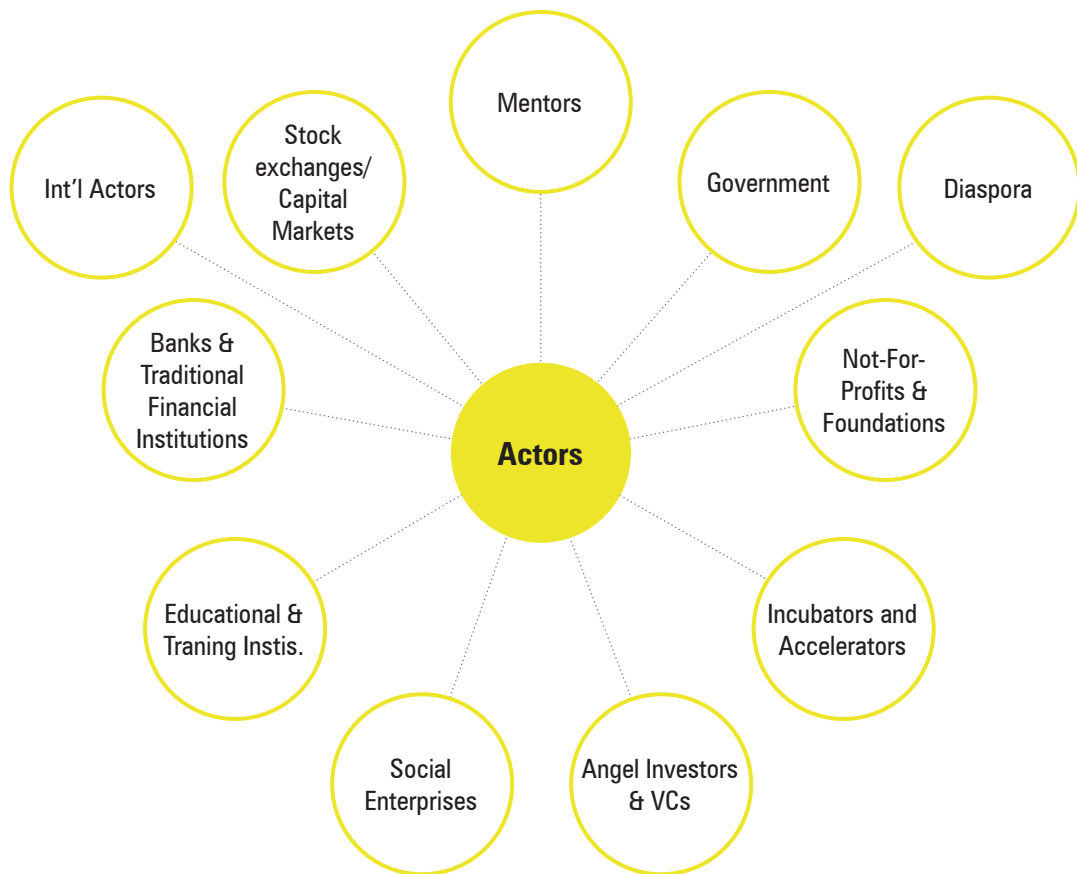 Mentors
Int'l Actors
Stock
exchanges/
Capital
Markets
Government
Diaspora
Banks &
Traditional
Financial
Institutions
Not-For-
Profits &
Foundations
Actors
Educational &
Traning Instis.
Incubators and
Accelerators
Social
Enterprises
Angel Investors
& VCs